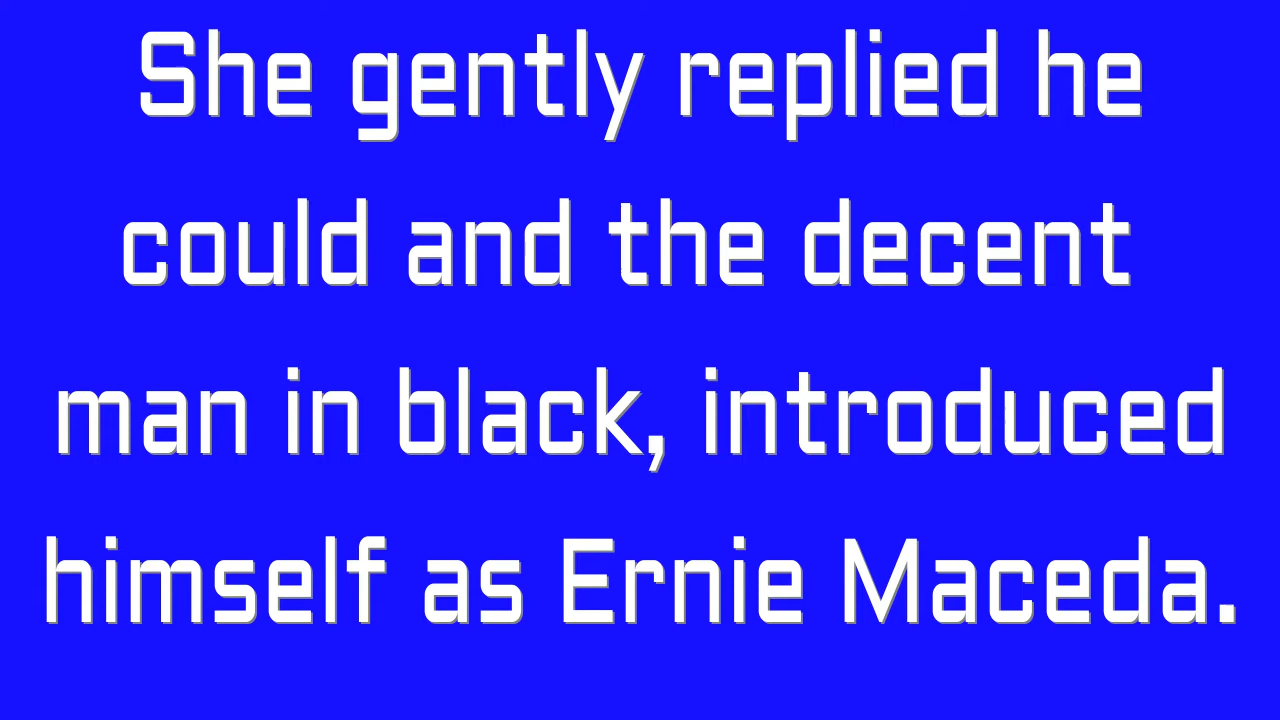 She gently replied he
could and the decent
man in black, introduced
himself as Ernie Maceda.